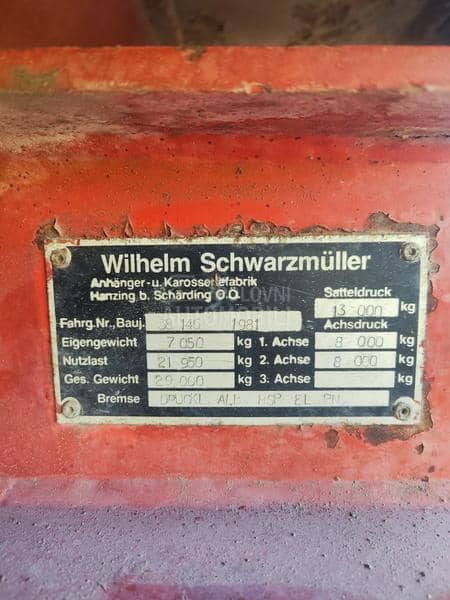 Wilhelm Schwarzmüller
Anhänger-u. Karosseriefabrik
Hanzing b. Schärding O.Ö.
Satteldruck
13 000 kg
Fahrg.Nr.,Bauj. 38 146 1981
Achsdruck
Eigengewicht 7 050 kg 1. Achse 8 000 kg
Nutzlast 21 950 kg 2. Achse 8 000 kg
Ges. Gewicht 29 000 kg 3. Achse kg
Bremse DRUCKL